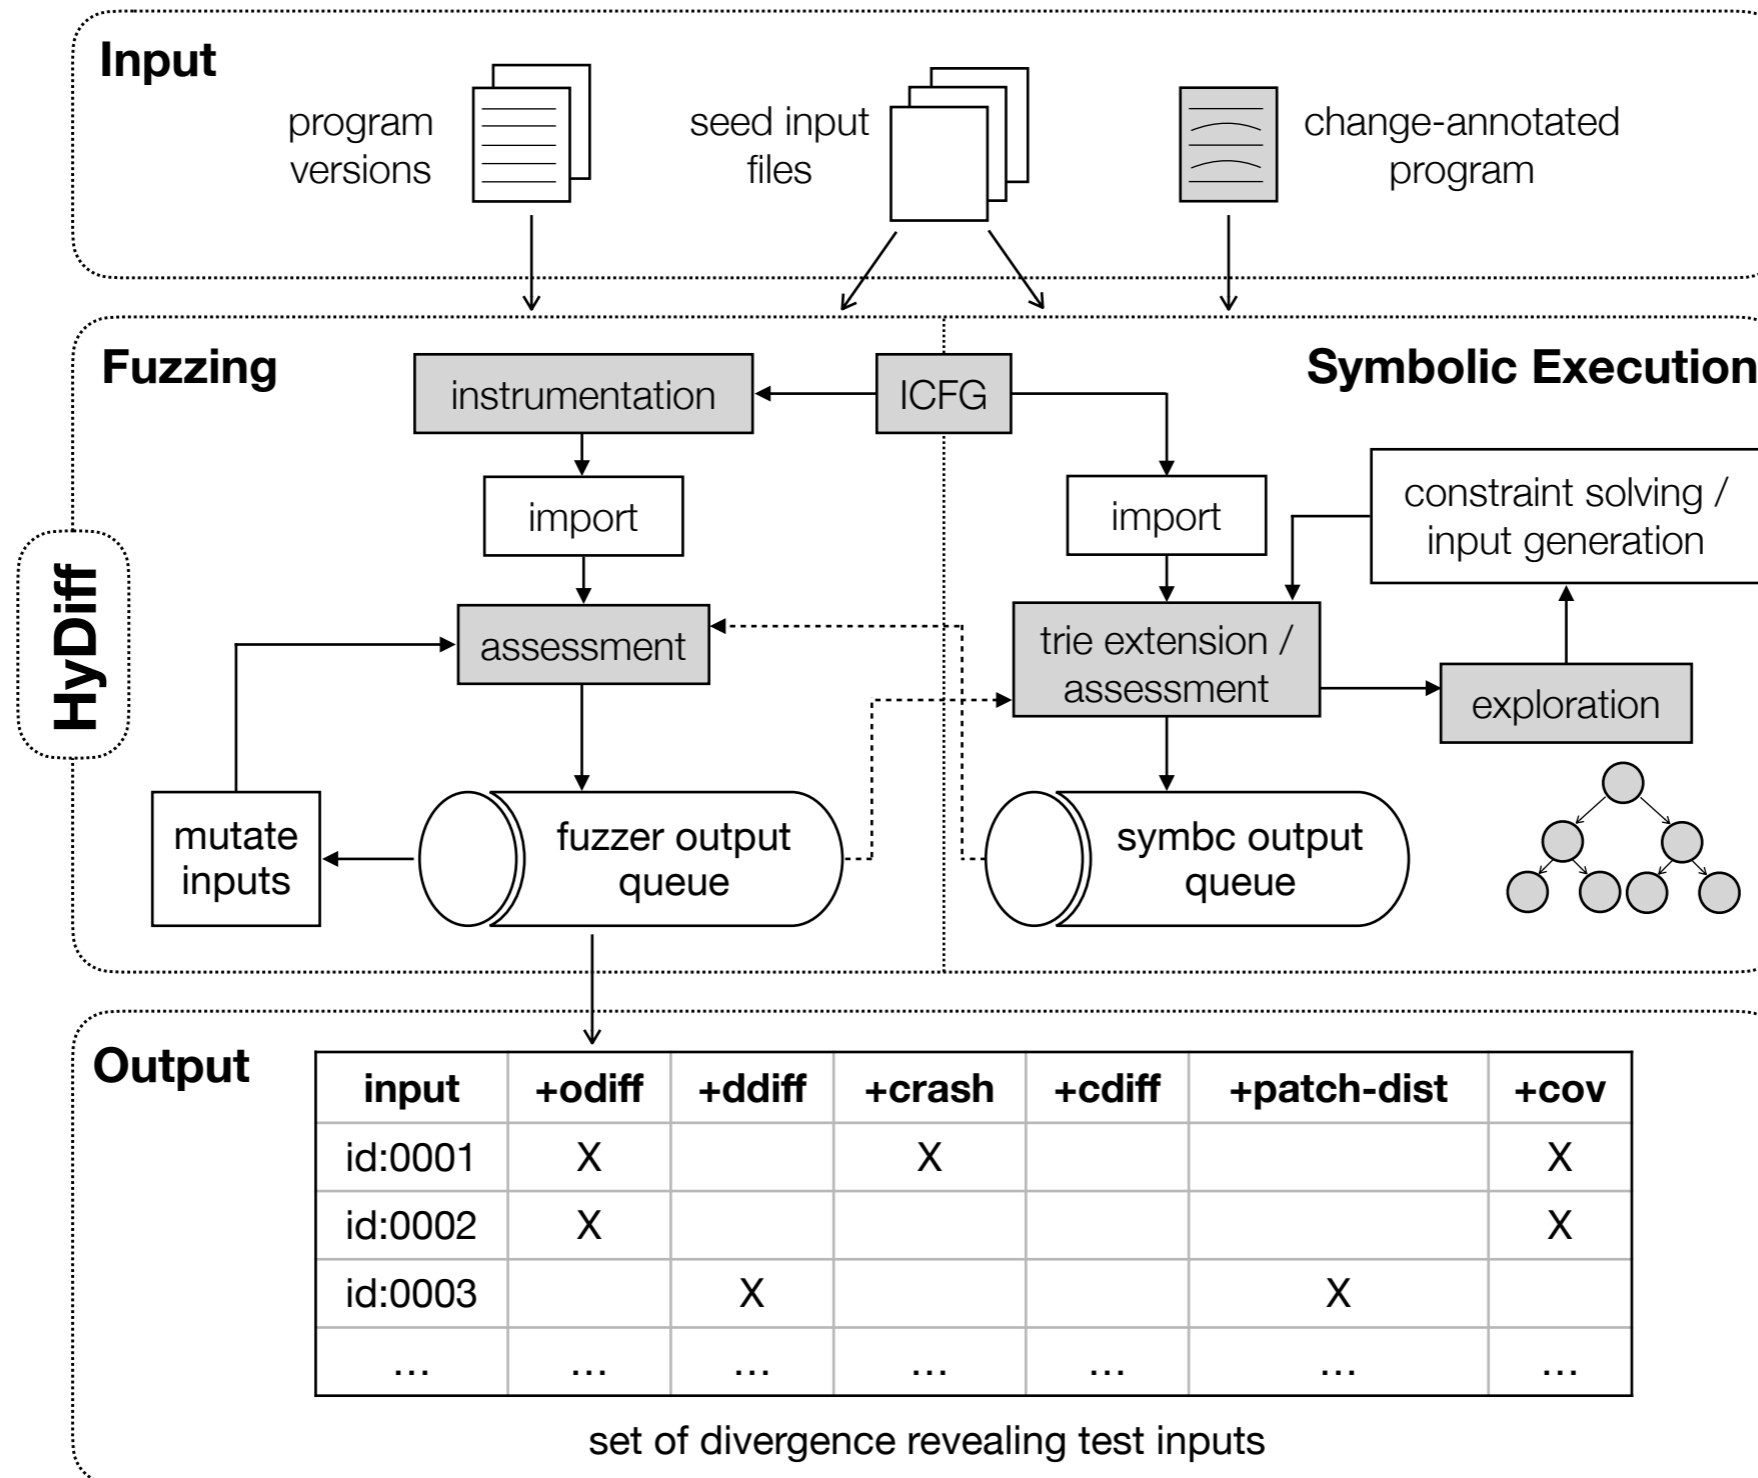 Input
program
versions
seed input
files
change-annotated
program
HyDiff
Fuzzing
Symbolic Execution
instrumentation
ICFG
import
import
constraint solving /
input generation
assessment
trie extension /
assessment
exploration
mutate
inputs
fuzzer output
queue
symbc output
queue
Output
input +odiff +ddiff +crash +cdiff +patch-dist +cov
id:0001 X X X
id:0002 X X
id:0003 X X
... ... ... ... ... ... ...
set of divergence revealing test inputs